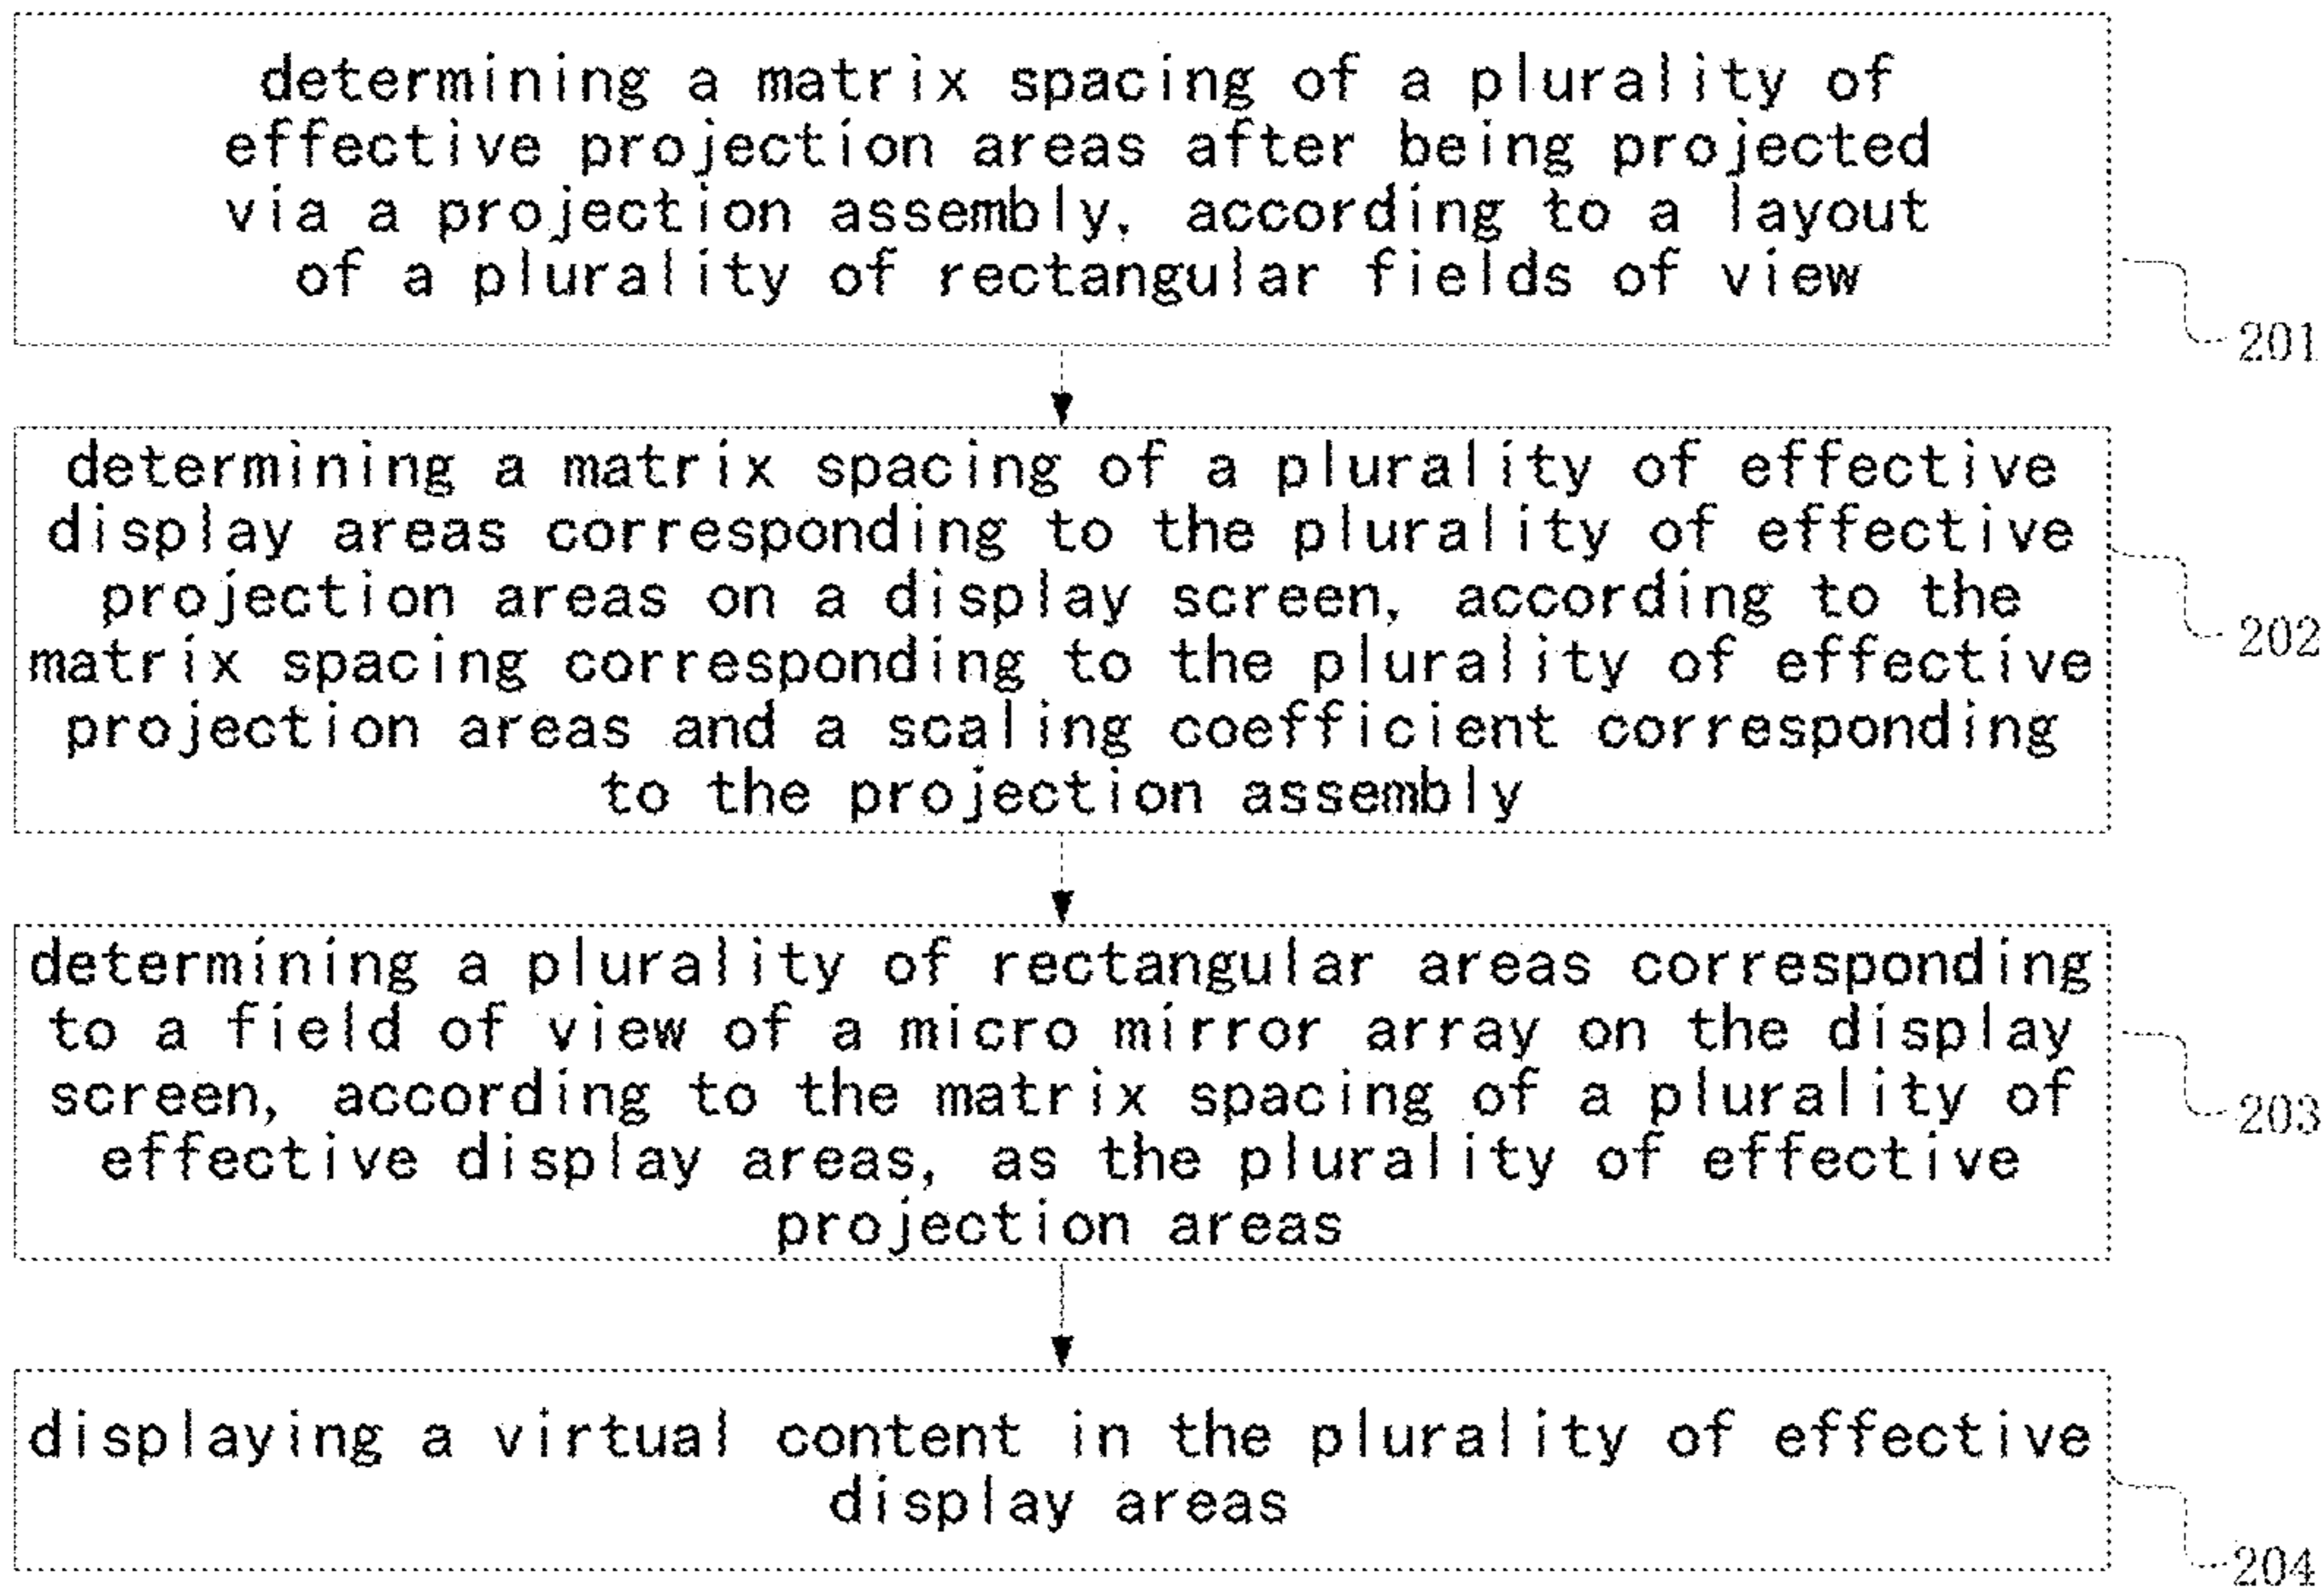 determining a matrix spacing of a plurality of
effective projection areas after being projected
via a projection assembly, according to a layout
of a plurality of rectangular fields of view
201
determining a matrix spacing of a plurality of effective
display areas corresponding to the plurality of effective
projection areas on a display screen, according to the
matrix spacing corresponding to the plurality of effective
projection areas and a scaling coefficient corresponding
to the projection assembly
202
determining a plurality of rectangular areas corresponding
to a field of view of a micro mirror array on the display
screen, according to the matrix spacing of a plurality of
effective display areas, as the plurality of effective
projection areas
203
displaying a virtual content in the plurality of effective
display areas
204